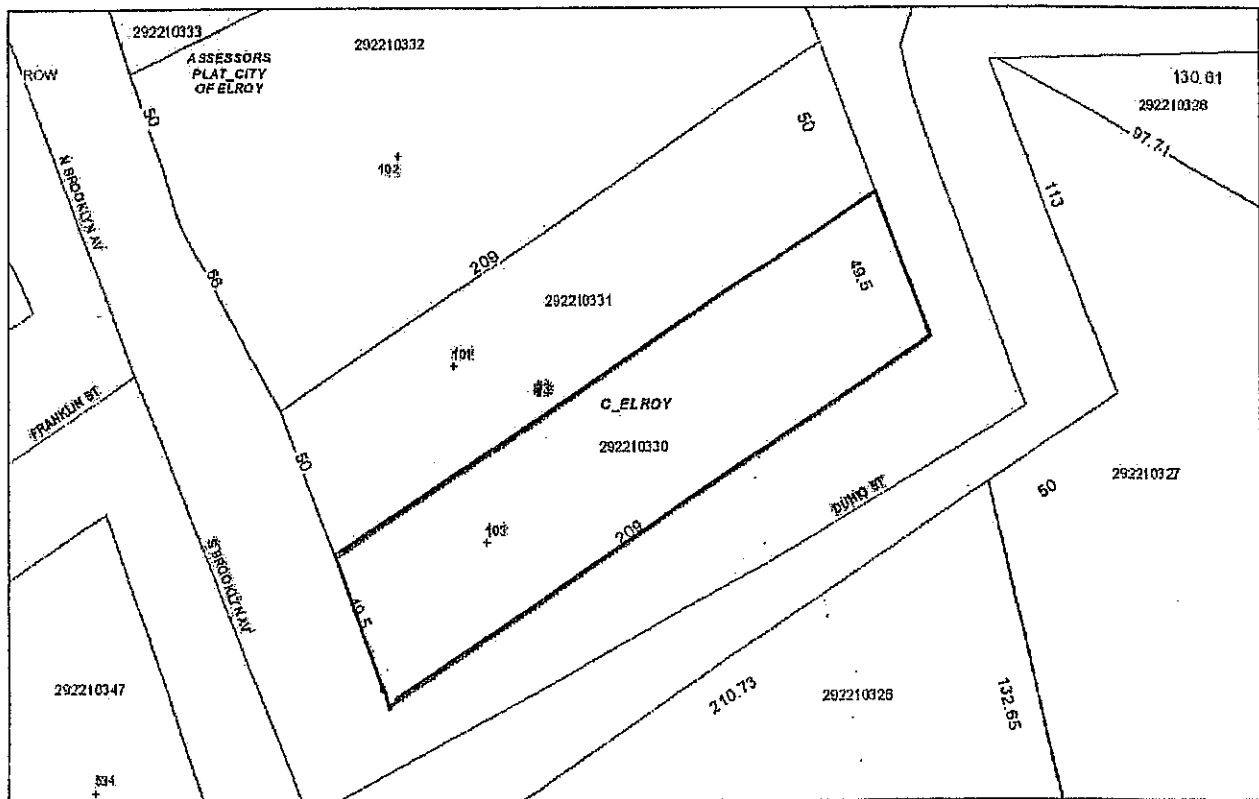 292210333
292210332
ASSESSORS
PLAT_CITY
OF ELROY
ROW
130.61
292210328
97.71
50
50
102
N BROOKLYN AV
113
66
209
49.5
292210331
101
C_ELROY
FRANKLIN ST
292210330
50
292210327
50
DUNO ST
103
209
S BROOKLYN AV
49.5
292210347
210.73
292210326
132.65
534